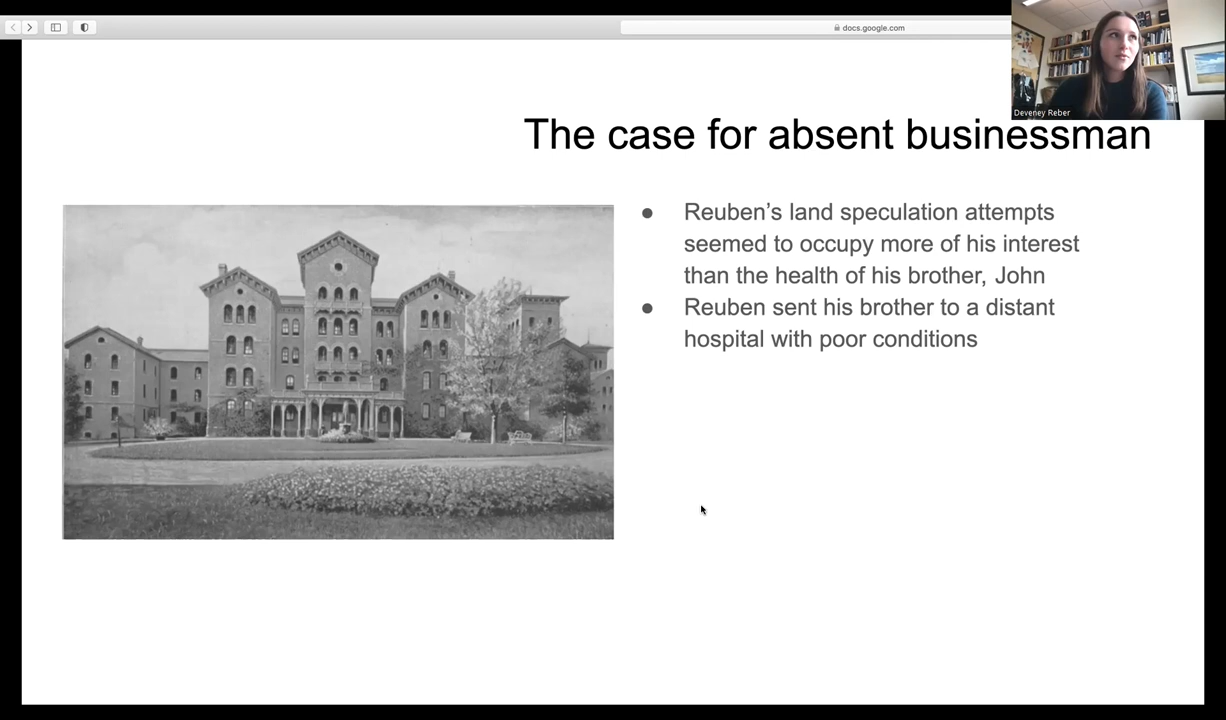 docs.google.com
Deveney Reber
The case for absent businessman
● Reuben’s land speculation attempts
seemed to occupy more of his interest
than the health of his brother, John
● Reuben sent his brother to a distant
hospital with poor conditions